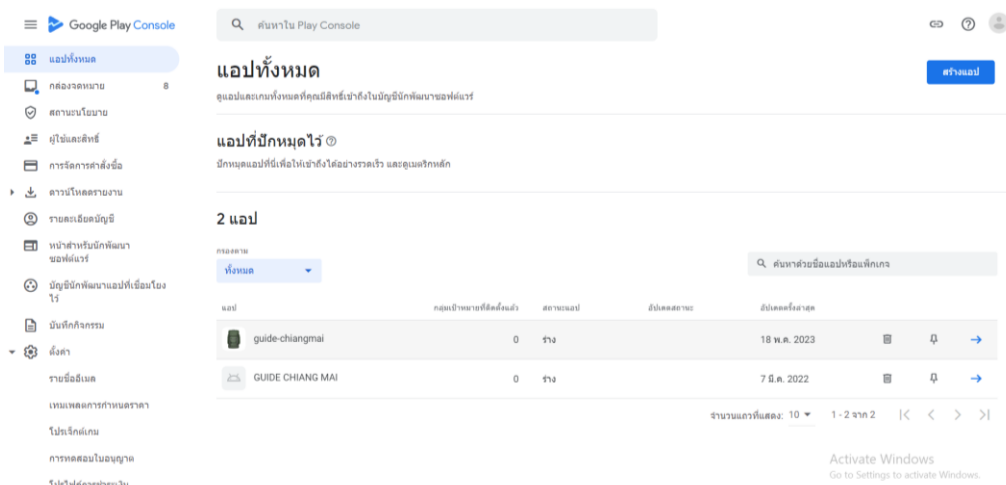 Google Play Console
ค้นหาใน Play Console
แอปทั้งหมด
กล่องจดหมาย 8
สถานะนโยบาย
ผู้ใช้และสิทธิ์
การจัดการคำสั่งซื้อ
ดาวน์โหลดรายงาน
รายละเอียดบัญชี
หน้าสำหรับนักพัฒนา
ซอฟต์แวร์
บัญชีนักพัฒนาแอปที่เชื่อมโยง
ไว้
บันทึกกิจกรรม
ตั้งค่า
รายชื่ออีเมล
เทมเพลตการกำหนดราคา
โปรเจ็กต์เกม
การทดสอบใบอนุญาต
โปรไฟล์การชำระเงิน
แอปทั้งหมด
สร้างแอป
ดูแอปและเกมทั้งหมดที่คุณมีสิทธิ์เข้าถึงในบัญชีนักพัฒนาซอฟต์แวร์
แอปที่ปักหมุดไว้
ปักหมุดแอปที่นี่เพื่อให้เข้าถึงได้อย่างรวดเร็ว และดูเมตริกหลัก
2 แอป
กรองตาม
ทั้งหมด
ค้นหาด้วยชื่อแอปหรือแพ็กเกจ
แอป กลุ่มเป้าหมายที่ติดตั้งแล้ว สถานะแอป อัปเดตสถานะ อัปเดตครั้งล่าสุด
guide-chiangmai 0 ร่าง 18 พ.ค. 2023
GUIDE CHIANG MAI 0 ร่าง 7 มี.ค. 2022
จำนวนแถวที่แสดง: 10 1 - 2 จาก 2
Activate Windows
Go to Settings to activate Windows.